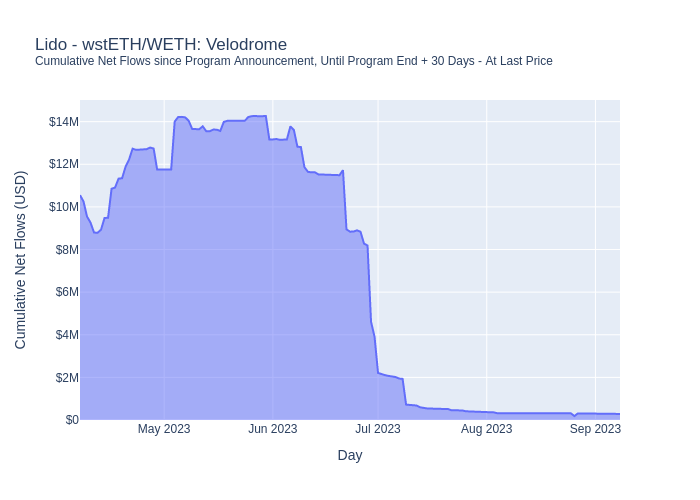 Lido - wstETH/WETH: Velodrome
Cumulative Net Flows since Program Announcement, Until Program End + 30 Days - At Last Price
Cumulative Net Flows (USD)
$14M
$12M
$10M
$8M
$6M
$4M
$2M
$0
May 2023 Jun 2023 Jul 2023 Aug 2023 Sep 2023
Day